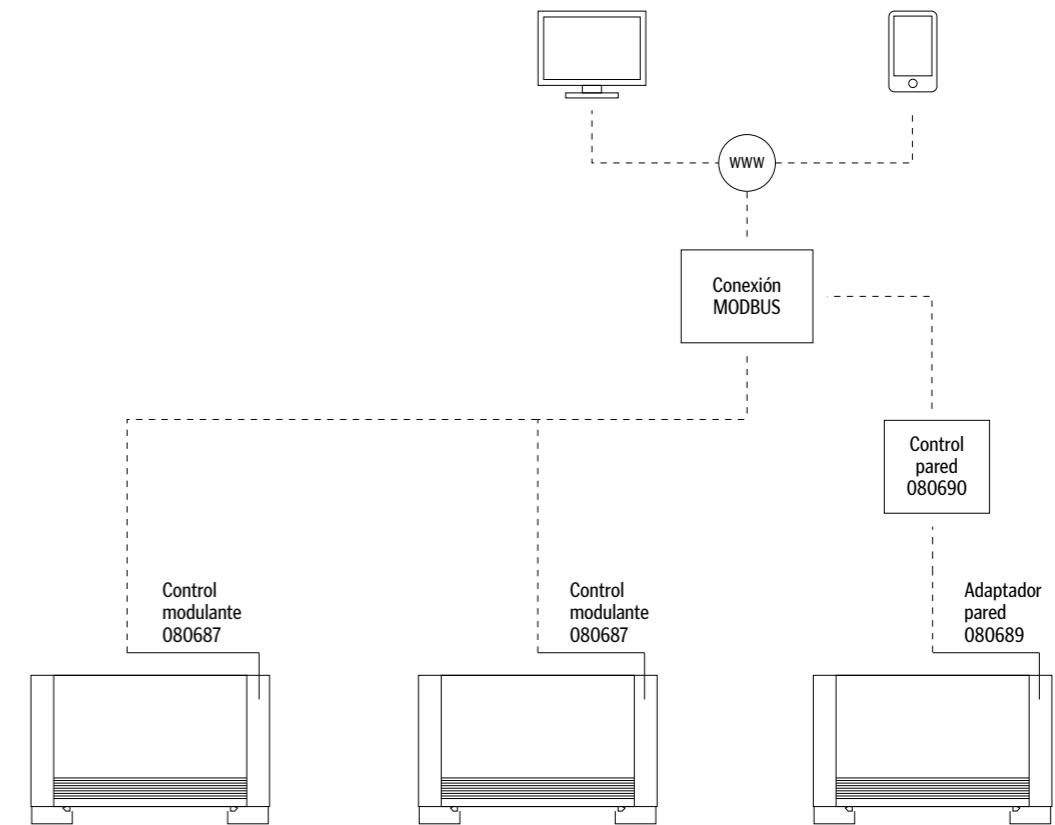 WWW
Conexión
MODBUS
Control
pared
080690
Control
modulante
080687
Control
modulante
080687
Adaptador
pared
080689